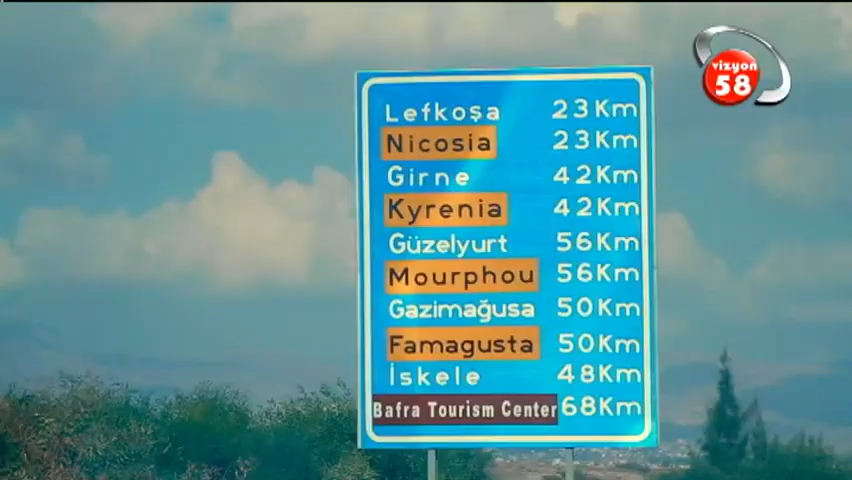 vizyon
58
Lefkoşa 23Km
Nicosia 23Km
Girne 42Km
Kyrenia 42Km
Güzelyurt 56Km
Mourphou 56Km
Gazimağusa 50Km
Famagusta 50Km
İskele 48Km
Bafra Tourism Center 68Km